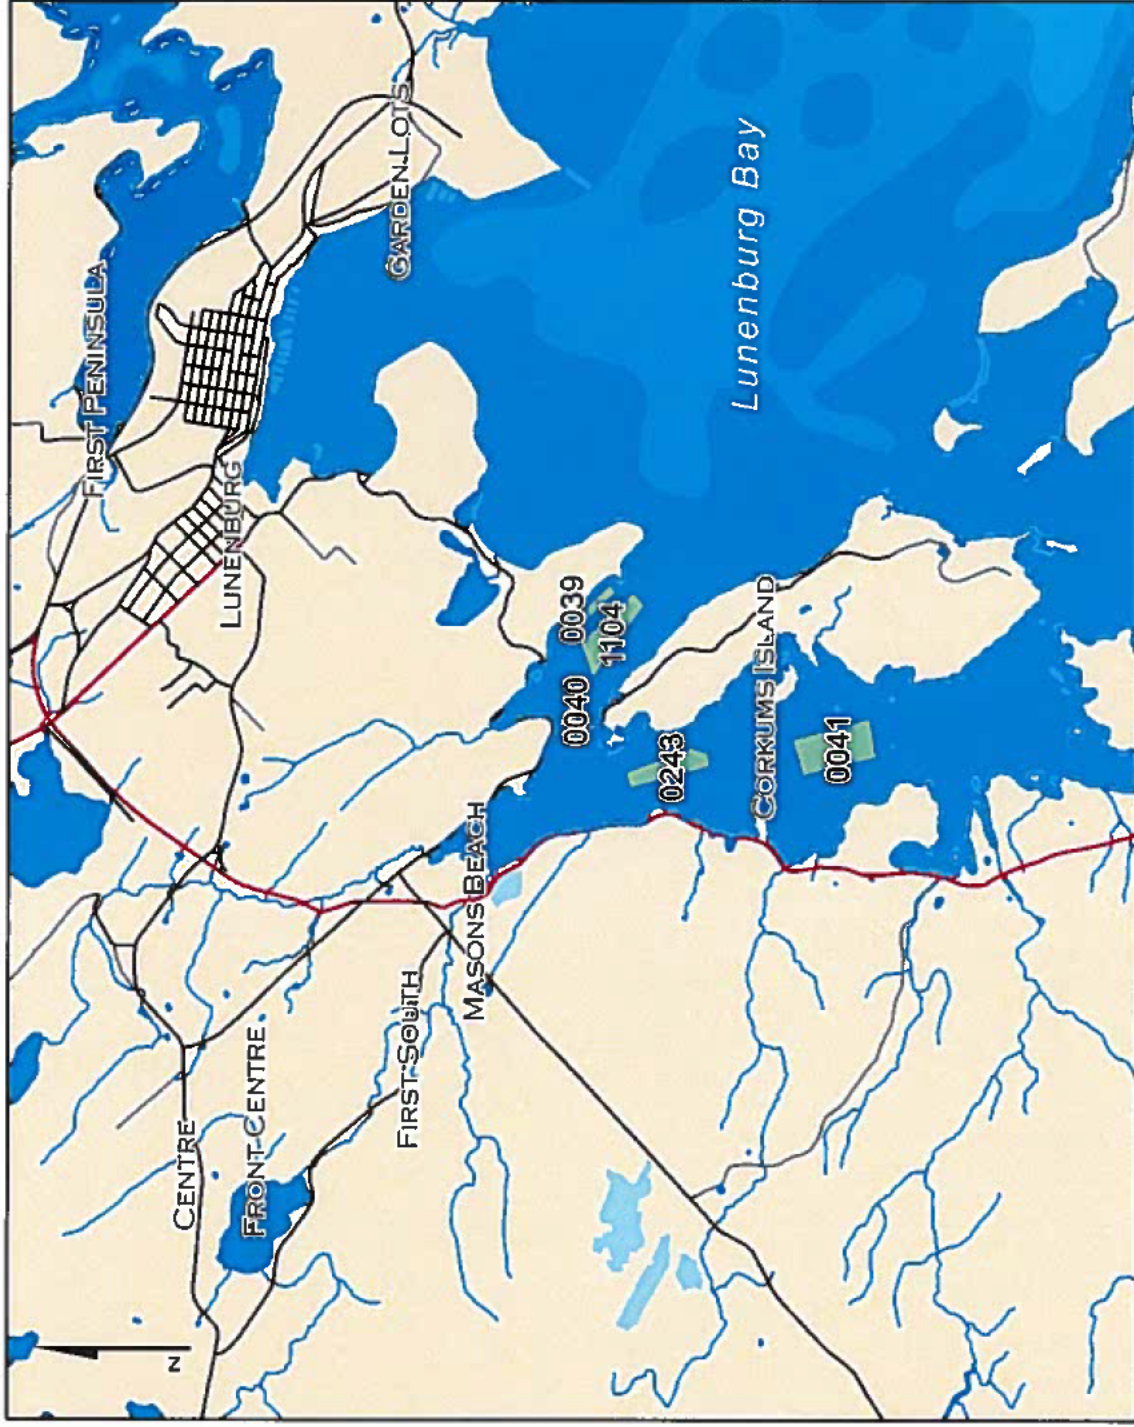 FIRST PENINSULA
LUNENBURG
GARDEN LOTS
CENTRE
FRONT CENTRE
FIRST SOUTH
MASONS BEACH
0039
1104
0040
0243
Lunenburg Bay
CORKUMS ISLAND
0041
N